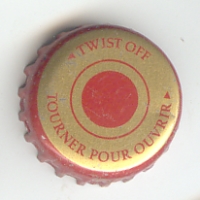 ◄ TWIST OFF
TOURNER POUR OUVRIR ►